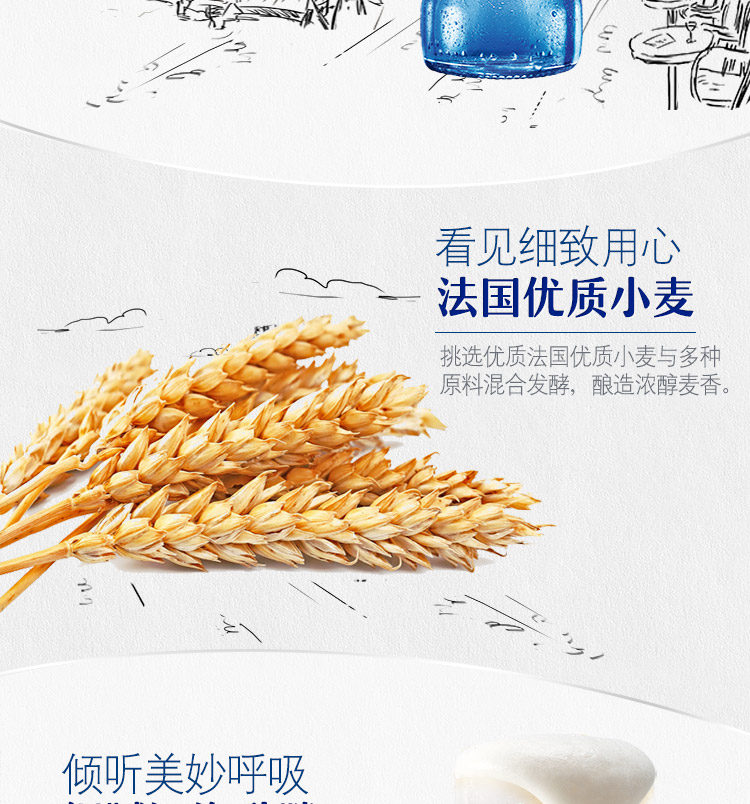 看见细致用心
法国优质小麦
挑选优质法国优质小麦与多种
原料混合发酵，酿造浓醇麦香。
倾听美妙呼吸